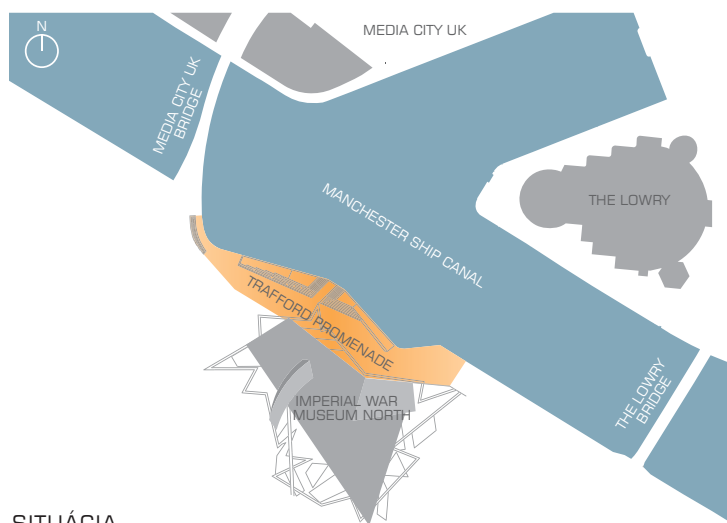 N
MEDIA CITY UK
MEDIA CITY UK
BRIDGE
MANCHESTER SHIP CANAL
THE LOWRY
TRAFFORD PROMENADE
IMPERIAL WAR
MUSEUM NORTH
THE LOWRY
BRIDGE
SITUÁCIA